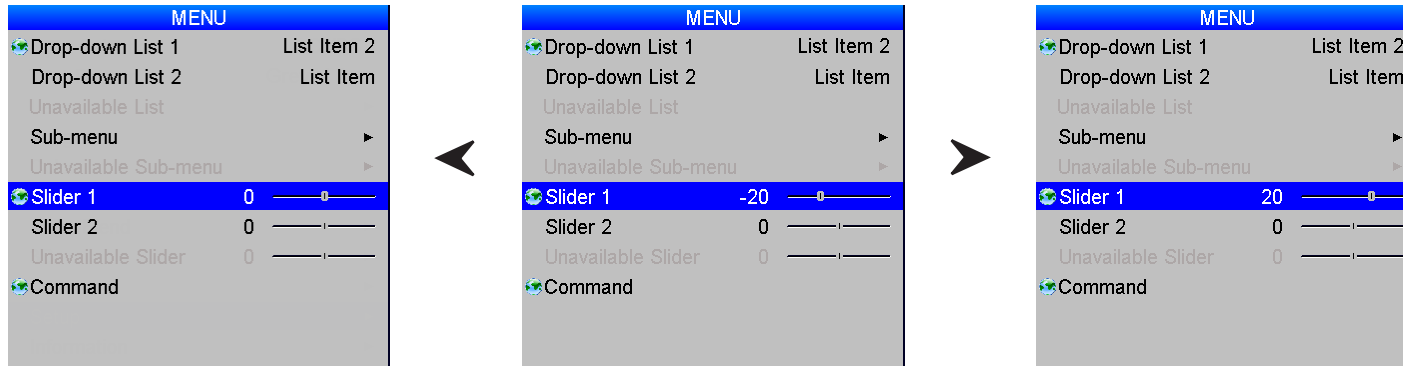 MENU
Drop-down List 1 List Item 2
Drop-down List 2 List Item
Unavailable List
Sub-menu
Unavailable Sub-menu
Slider 1 0
Slider 2 0
Unavailable Slider 0
Command
MENU
Drop-down List 1 List Item 2
Drop-down List 2 List Item
Unavailable List
Sub-menu
Unavailable Sub-menu
Slider 1 -20
Slider 2 0
Unavailable Slider 0
Command
MENU
Drop-down List 1 List Item 2
Drop-down List 2 List Item
Unavailable List
Sub-menu
Unavailable Sub-menu
Slider 1 20
Slider 2 0
Unavailable Slider 0
Command